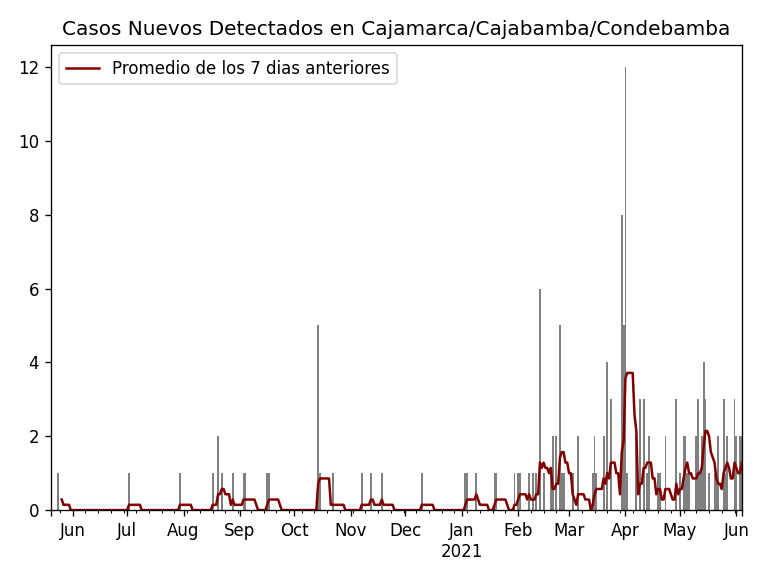 Casos Nuevos Detectados en Cajamarca/Cajabamba/Condebamba
Promedio de los 7 dias anteriores
12
10
8
6
4
2
0
Jun Jul Aug Sep Oct Nov Dec Jan Feb Mar Apr May Jun
2021